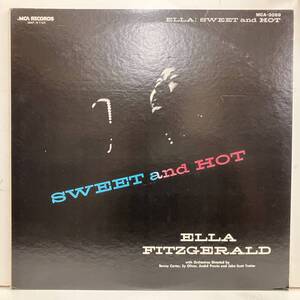 MCA RECORDS
ELLA: SWEET and HOT
MCA-3089
SWEET and HOT
ELLA
FITZGERALD
with Orchestras Directed by
Benny Carter, Sy Oliver, André Previn and John Scott Trotter